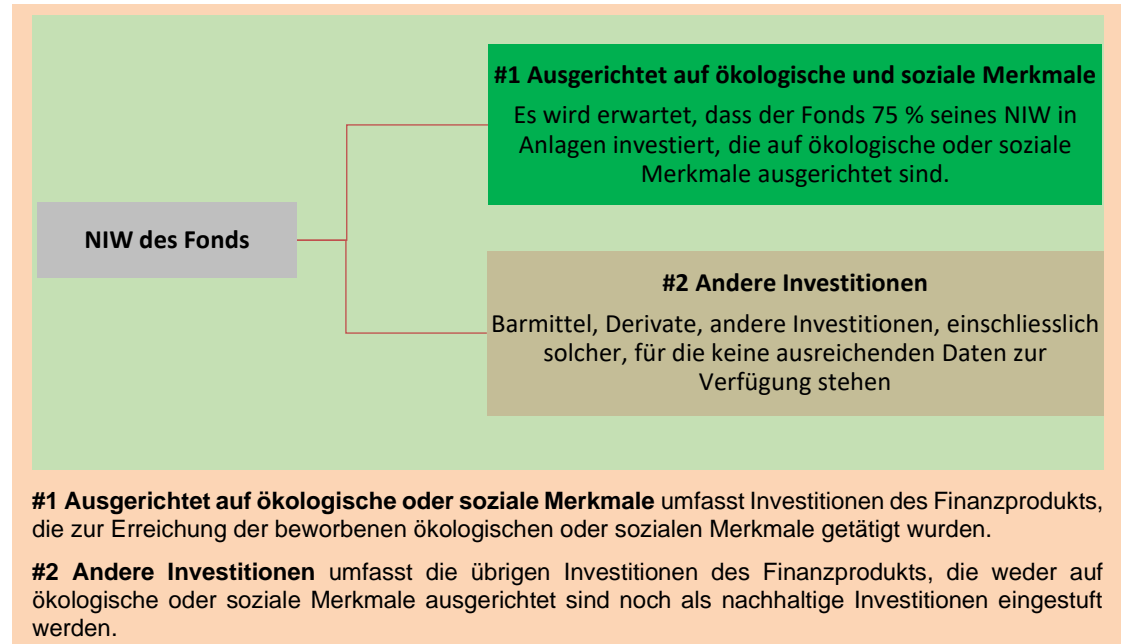 #1 Ausgerichtet auf ökologische und soziale Merkmale
Es wird erwartet, dass der Fonds 75 % seines NIW in
Anlagen investiert, die auf ökologische oder soziale
Merkmale ausgerichtet sind.
NIW des Fonds
#2 Andere Investitionen
Barmittel, Derivate, andere Investitionen, einschliesslich
solcher, für die keine ausreichenden Daten zur
Verfügung stehen
#1 Ausgerichtet auf ökologische oder soziale Merkmale umfasst Investitionen des Finanzprodukts,
die zur Erreichung der beworbenen ökologischen oder sozialen Merkmale getätigt wurden.
#2 Andere Investitionen umfasst die übrigen Investitionen des Finanzprodukts, die weder auf
ökologische oder soziale Merkmale ausgerichtet sind noch als nachhaltige Investitionen eingestuft
werden.